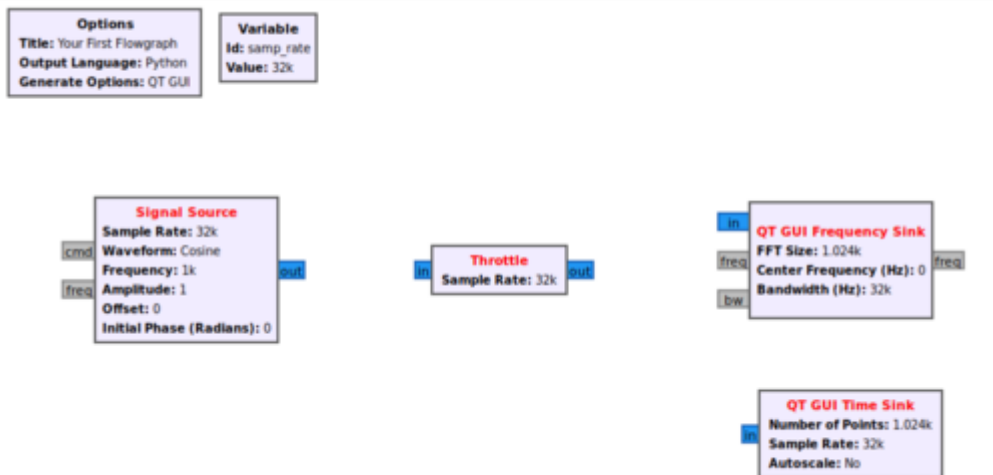 Options
Title: Your First Flowgraph
Output Language: Python
Generate Options: QT GUI
Variable
Id: samp_rate
Value: 32k
Signal Source
Sample Rate: 32k
Waveform: Cosine
Frequency: 1k
Amplitude: 1
Offset: 0
Initial Phase (Radians): 0
cmd
freq
out
in
Throttle
Sample Rate: 32k
out
in
freq
bw
QT GUI Frequency Sink
FFT Size: 1.024k
Center Frequency (Hz): 0
Bandwidth (Hz): 32k
freq
in
QT GUI Time Sink
Number of Points: 1.024k
Sample Rate: 32k
Autoscale: No